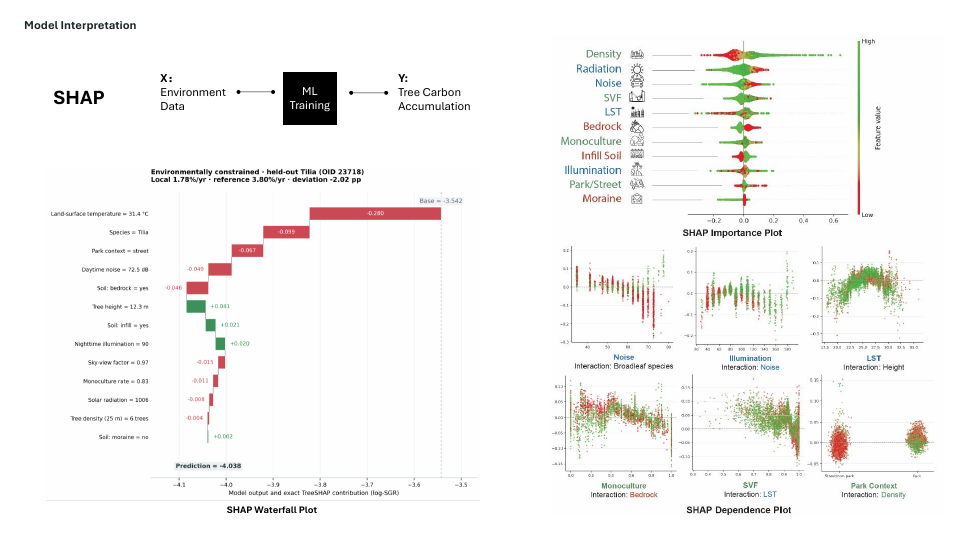 Model Interpretation
SHAP
X:
Environment
Data
ML
Training
Y:
Tree Carbon
Accumulation
Environmentally constrained · held-out Tilia (OID 23718)
Local 1.78%/yr · reference 3.80%/yr · deviation -2.02 pp
Base = -3.542
Land-surface temperature = 31.4 °C
-0.280
Species = Tilia
-0.099
Park context = street
-0.067
Daytime noise = 72.5 dB
-0.049
Soil: bedrock = yes
-0.046
Tree height = 12.3 m
+0.041
Soil: infill = yes
+0.021
Nighttime illumination = 90
+0.020
Sky-view factor = 0.97
-0.015
Monoculture rate = 0.83
-0.011
Solar radiation = 1006
-0.008
Tree density (25 m) = 6 trees
-0.004
Soil: moraine = no
+0.002
Prediction = -4.038
−4.1 −4.0 −3.9 −3.8 −3.7 −3.6 −3.5
Model output and exact TreeSHAP contribution (log-SGR)
SHAP Waterfall Plot
Density
Radiation
Noise
SVF
LST
Bedrock
Monoculture
Infill Soil
Illumination
Park/Street
Moraine
−0.2 0.0 0.2 0.4 0.6
High
Feature value
Low
SHAP Importance Plot
Noise
Interaction: Broadleaf species
Illumination
Interaction: Noise
LST
Interaction: Height
Monoculture
Interaction: Bedrock
SVF
Interaction: LST
Park Context
Interaction: Density
SHAP Dependence Plot